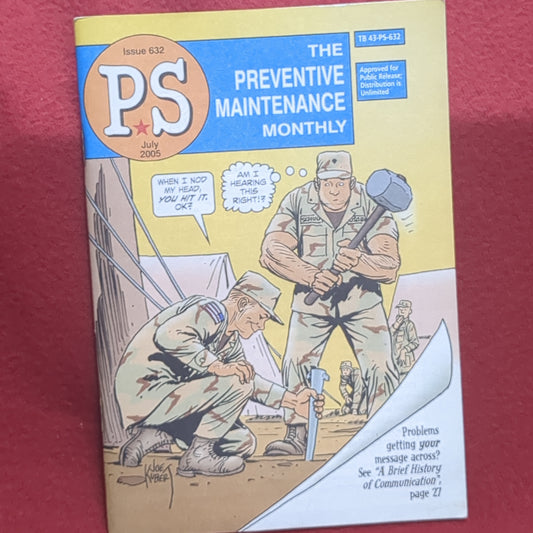 Issue 632
P★S
July
2005
THE
PREVENTIVE
MAINTENANCE
MONTHLY
TB 43-PS-632
Approved for
Public Release;
Distribution is
Unlimited
WHEN I NOD
MY HEAD,
YOU HIT IT.
OK?
AM I
HEARING
THIS
RIGHT!?
JOE
KUBERT
Problems
getting your
message across?
See "A Brief History
of Communication",
page 27